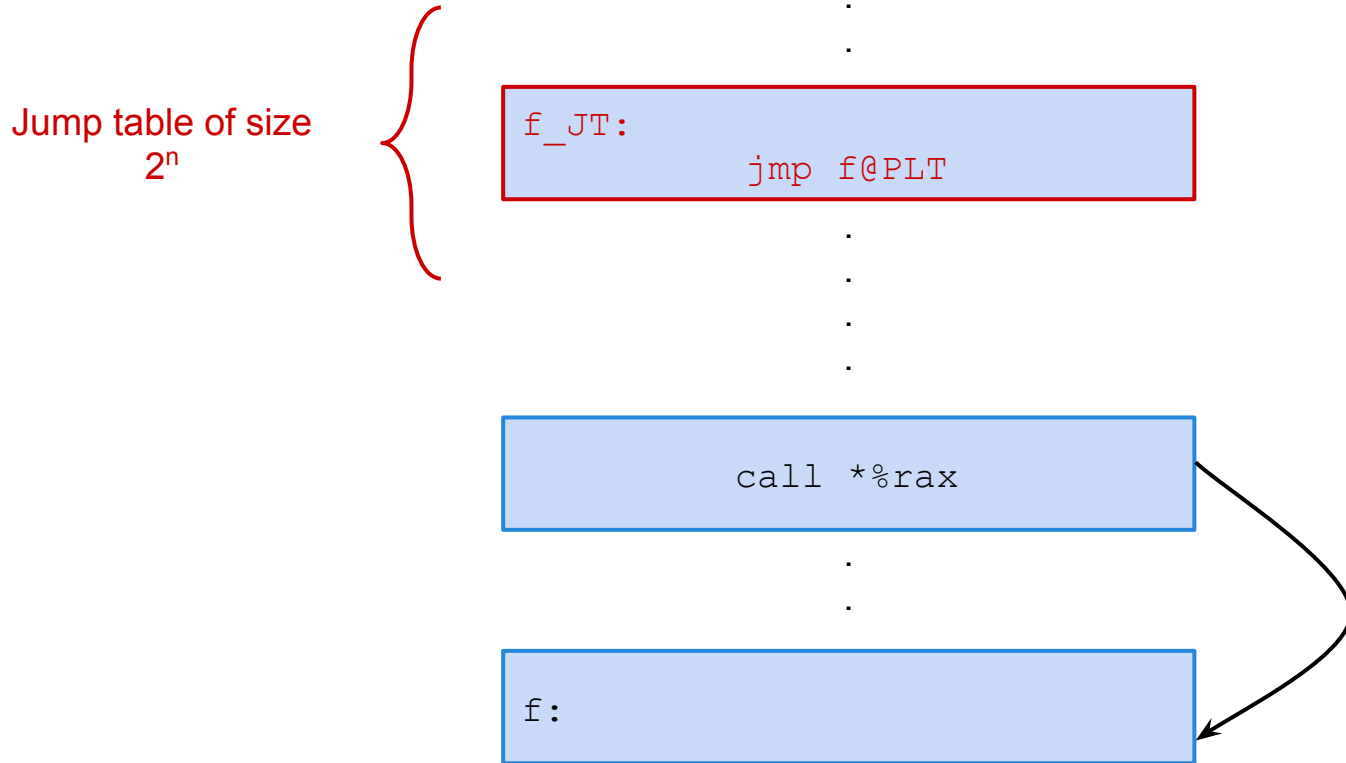 Jump table of size
2ⁿ
f_JT:
jmp f@PLT
call *%rax
f: